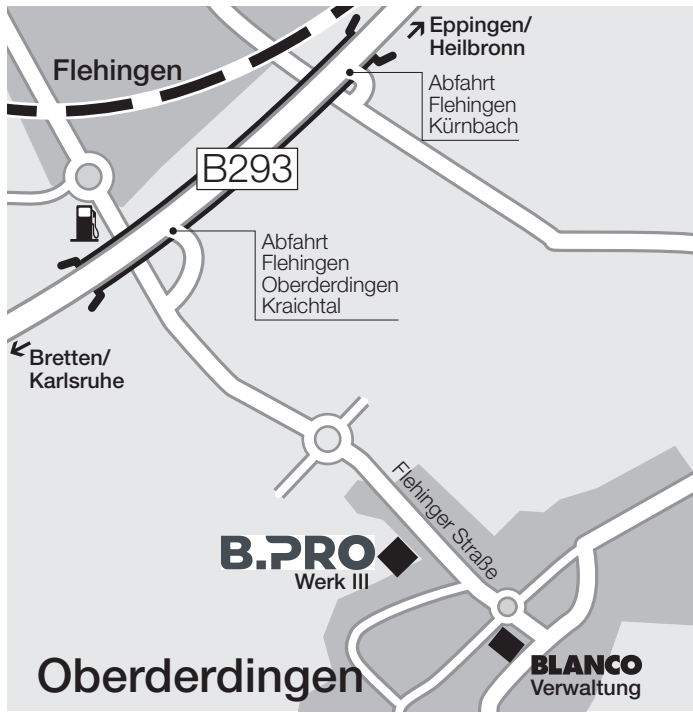 Eppingen/
Heilbronn
Flehingen
Abfahrt
Flehingen
Kürnbach
B293
Abfahrt
Flehingen
Oberderdingen
Kraichtal
Bretten/
Karlsruhe
Flehinger Straße
B.PRO
Werk III
Oberderdingen
BLANCO
Verwaltung